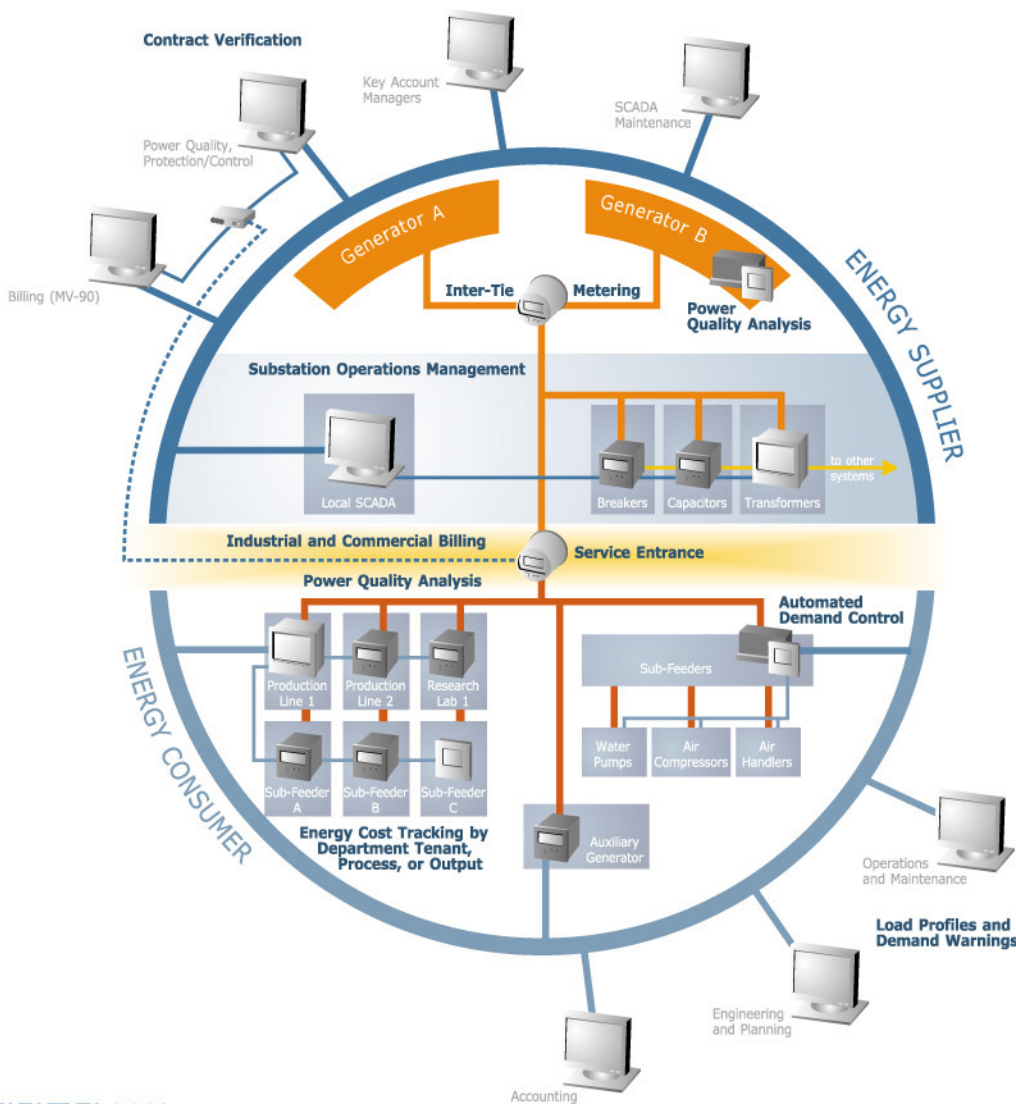 Contract Verification
Key Account
Managers
SCADA
Maintenance
Power Quality,
Protection/Control
Billing (MV-90)
Generator A
Generator B
Inter-Tie
Metering
Power
Quality Analysis
ENERGY SUPPLIER
Substation Operations Management
Local SCADA
Breakers
Capacitors
Transformers
to other
systems
Industrial and Commercial Billing
Service Entrance
Power Quality Analysis
Automated
Demand Control
ENERGY CONSUMER
Production
Line 1
Production
Line 2
Research
Lab 1
Sub-Feeders
Water
Pumps
Air
Compressors
Air
Handlers
Sub-Feeder
A
Sub-Feeder
B
Sub-Feeder
C
Energy Cost Tracking by
Department Tenant,
Process, or Output
Auxiliary
Generator
Operations
and Maintenance
Load Profiles and
Demand Warnings
Engineering
and Planning
Accounting